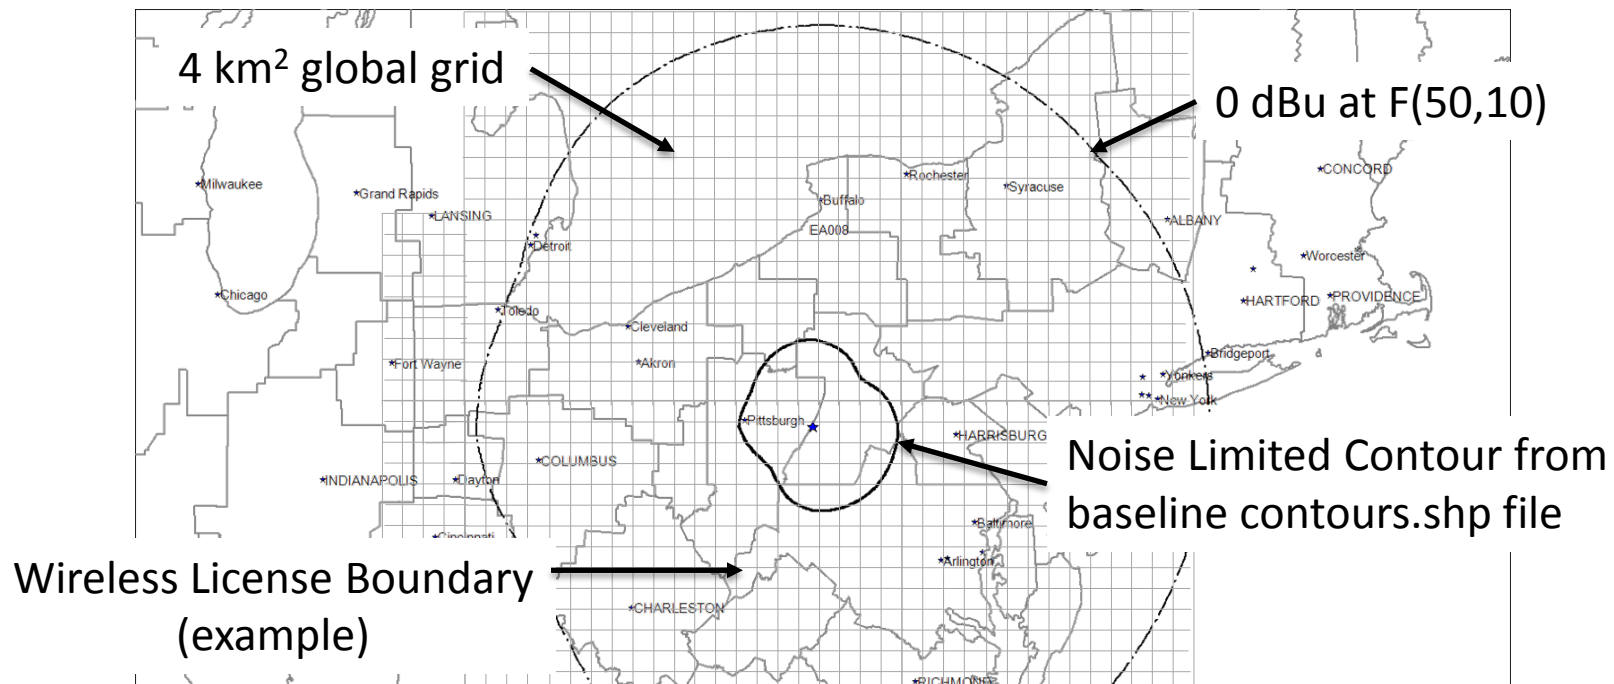 4 km² global grid
0 dBu at F(50,10)
CONCORD
Milwaukee
Grand Rapids
Rochester
Syracuse
Buffalo
LANSING
ALBANY
EA008
Detroit
Worcester
Chicago
HARTFORD
PROVIDENCE
Toledo
Cleveland
Bridgeport
Fort Wayne
Akron
Yonkers
New York
Pittsburgh
HARRISBURG
Noise Limited Contour from
baseline contours.shp file
COLUMBUS
INDIANAPOLIS
Dayton
Baltimore
Cincinnati
Arlington
Wireless License Boundary
(example)
CHARLESTON
RICHMOND